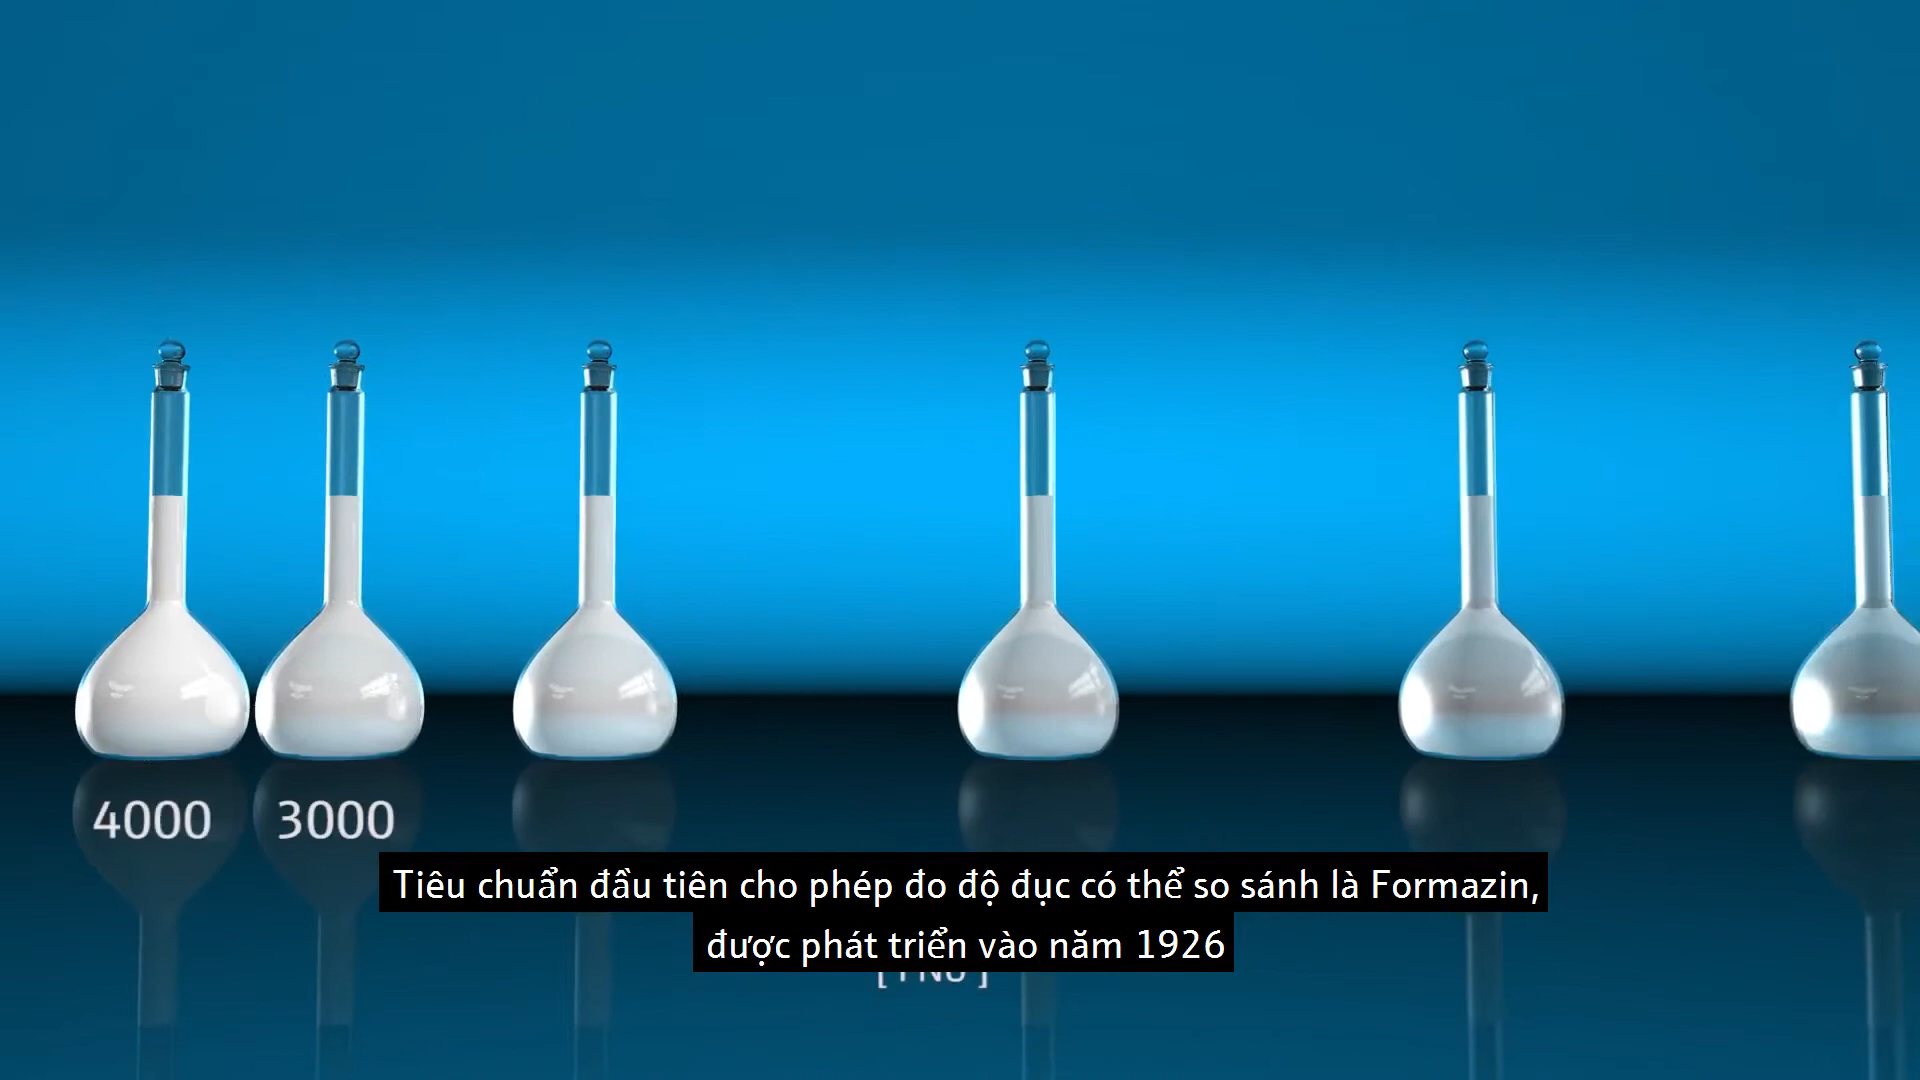 4000 3000
Tiêu chuẩn đầu tiên cho phép đo độ đục có thể so sánh là Formazin,
được phát triển vào năm 1926